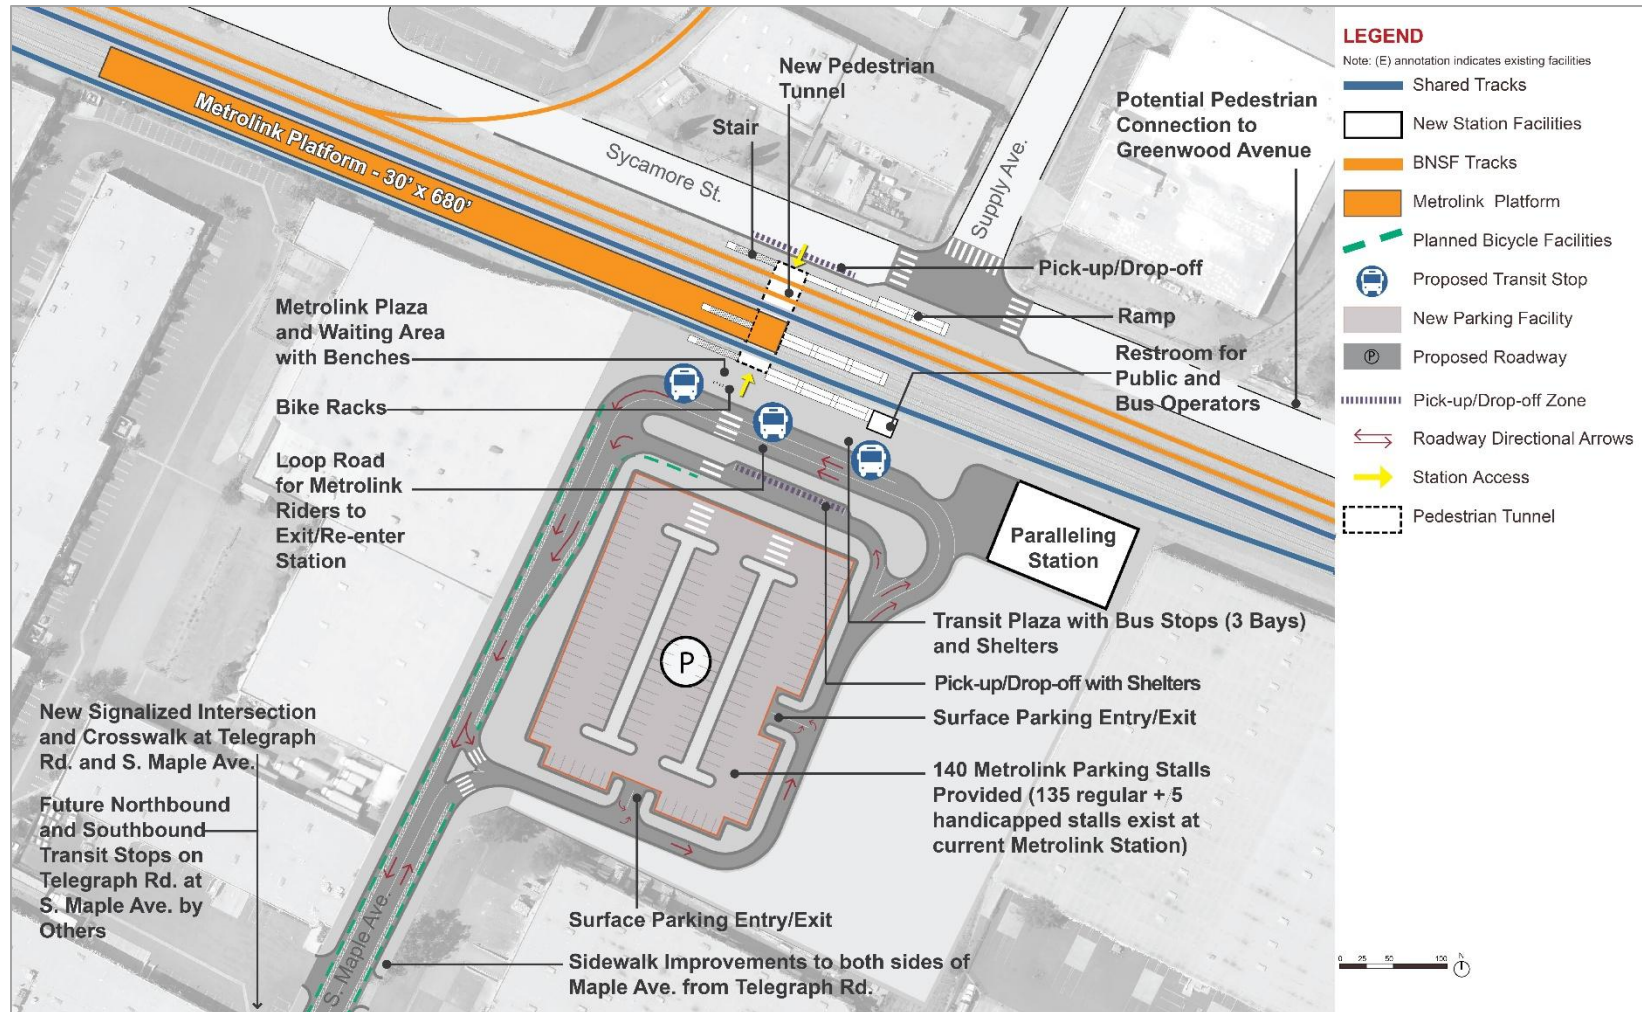 New Pedestrian
Tunnel
Stair
Metrolink Platform - 30' x 680'
Sycamore St.
Supply Ave.
Potential Pedestrian
Connection to
Greenwood Avenue
Pick-up/Drop-off
Ramp
Metrolink Plaza
and Waiting Area
with Benches
Bike Racks
Restroom for
Public and
Bus Operators
Loop Road
for Metrolink
Riders to
Exit/Re-enter
Station
Paralleling
Station
Transit Plaza with Bus Stops (3 Bays)
and Shelters
Pick-up/Drop-off with Shelters
Surface Parking Entry/Exit
P
140 Metrolink Parking Stalls
Provided (135 regular + 5
handicapped stalls exist at
current Metrolink Station)
New Signalized Intersection
and Crosswalk at Telegraph
Rd. and S. Maple Ave.
Future Northbound
and Southbound
Transit Stops on
Telegraph Rd. at
S. Maple Ave. by
Others
S. Maple Ave.
Surface Parking Entry/Exit
Sidewalk Improvements to both sides of
Maple Ave. from Telegraph Rd.
LEGEND
Note: (E) annotation indicates existing facilities
Shared Tracks
New Station Facilities
BNSF Tracks
Metrolink Platform
Planned Bicycle Facilities
Proposed Transit Stop
New Parking Facility
P
Proposed Roadway
Pick-up/Drop-off Zone
Roadway Directional Arrows
Station Access
Pedestrian Tunnel
0 25 50 100
N